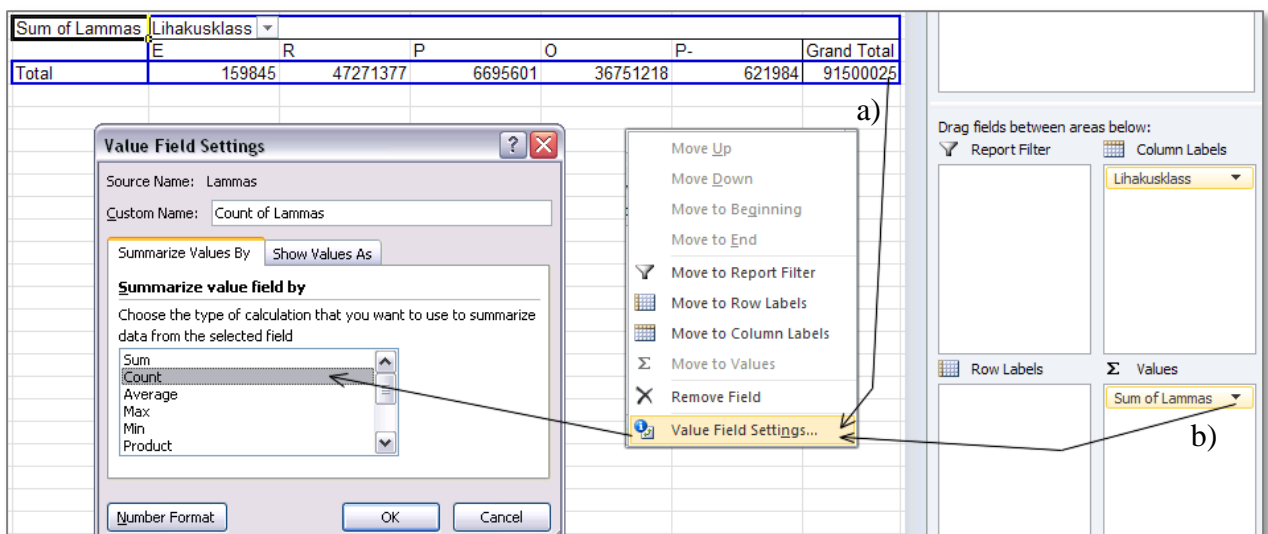 Sum of Lammas Lihakusklass
E R P O P- Grand Total
Total 159845 47271377 6695601 36751218 621984 91500025
a)
Value Field Settings
Source Name: Lammas
Custom Name: Count of Lammas
Summarize Values By Show Values As
Summarize value field by
Choose the type of calculation that you want to use to summarize
data from the selected field
Sum
Count
Average
Max
Min
Product
Number Format OK Cancel
Move Up
Move Down
Move to Beginning
Move to End
Move to Report Filter
Move to Row Labels
Move to Column Labels
Σ Move to Values
Remove Field
Value Field Settings...
Drag fields between areas below:
Report Filter Column Labels
Lihakusklass
Row Labels Σ Values
Sum of Lammas
b)